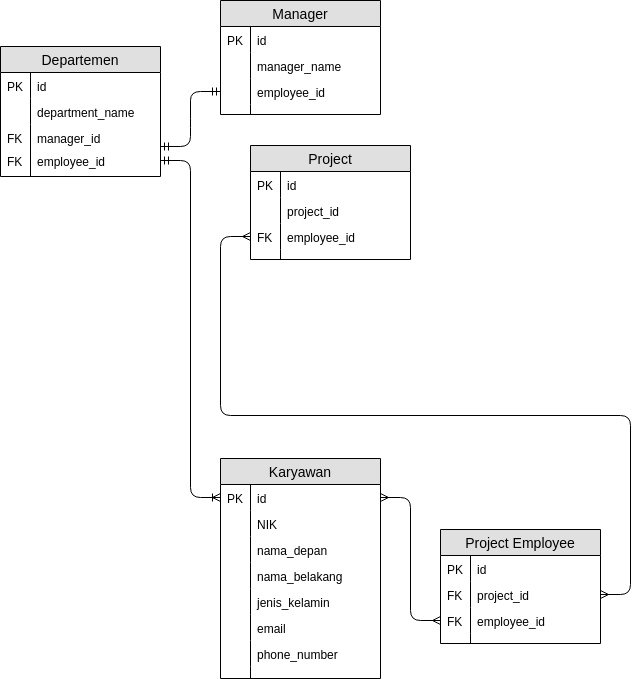 Manager
PK id
manager_name
employee_id
Departemen
PK id
department_name
FK manager_id
FK employee_id
Project
PK id
project_id
FK employee_id
Karyawan
PK id
NIK
nama_depan
nama_belakang
jenis_kelamin
email
phone_number
Project Employee
PK id
FK project_id
FK employee_id